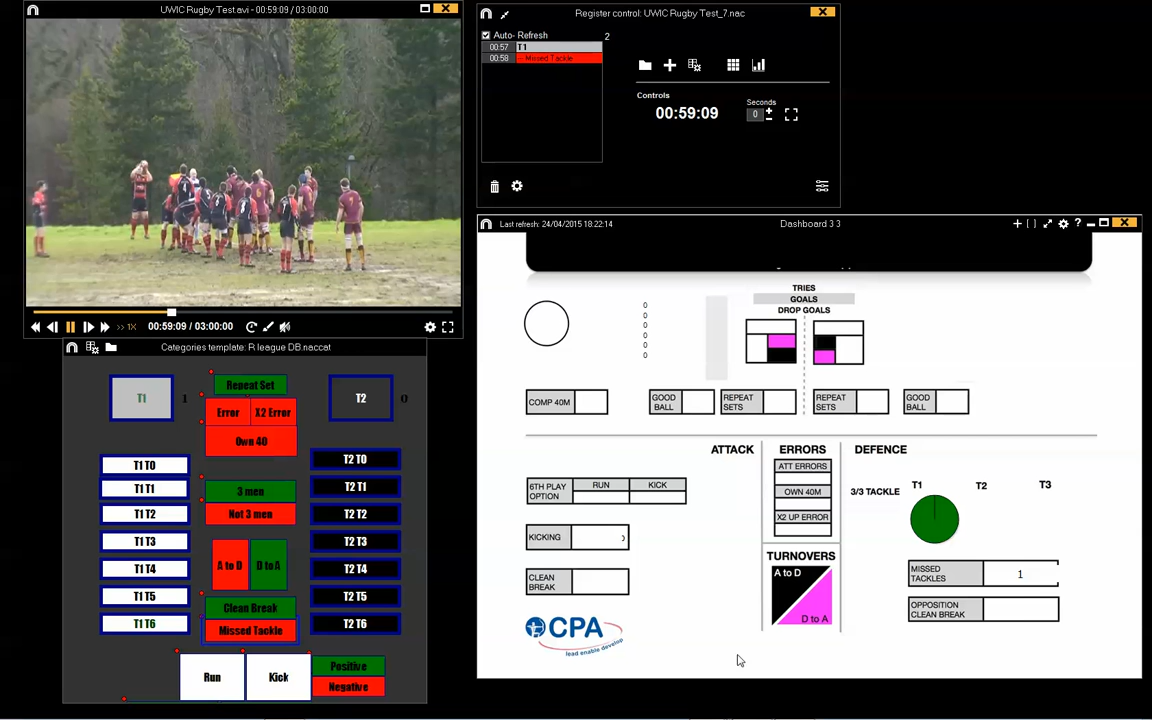 UWIC Rugby Test.avi - 00:59:09 / 03:00:00
>> 1X
00:59:09 / 03:00:00
Register control: UWIC Rugby Test_7.nac
Auto- Refresh
2
00:57 T1
00:58 -- Missed Tackle
Controls
00:59:09
Seconds
0
Categories template: R league DB.naccat
T1 1
Repeat Set
T2 0
Error
X2 Error
Own 40
T1 T0
T2 T0
T1 T1
3 men
T2 T1
T1 T2
Not 3 men
T2 T2
T1 T3
T2 T3
T1 T4
A to D
D to A
T2 T4
T1 T5
T2 T5
Clean Break
T1 T6
Missed Tackle
T2 T6
Run
Kick
Positive
Negative
Last refresh: 24/04/2015 18:22:14
Dashboard 3 3
?
TRIES
GOALS
DROP GOALS
0
0
0
0
0
0
COMP 40M
GOOD BALL
REPEAT SETS
REPEAT SETS
GOOD BALL
ATTACK
ERRORS
DEFENCE
6TH PLAY OPTION
RUN
KICK
ATT ERRORS
OWN 40M
X2 UP ERROR
3/3 TACKLE
T1
T2
T3
KICKING
CLEAN BREAK
TURNOVERS
A to D
D to A
MISSED TACKLES
1
OPPOSITION CLEAN BREAK
CPA
lead enable develop